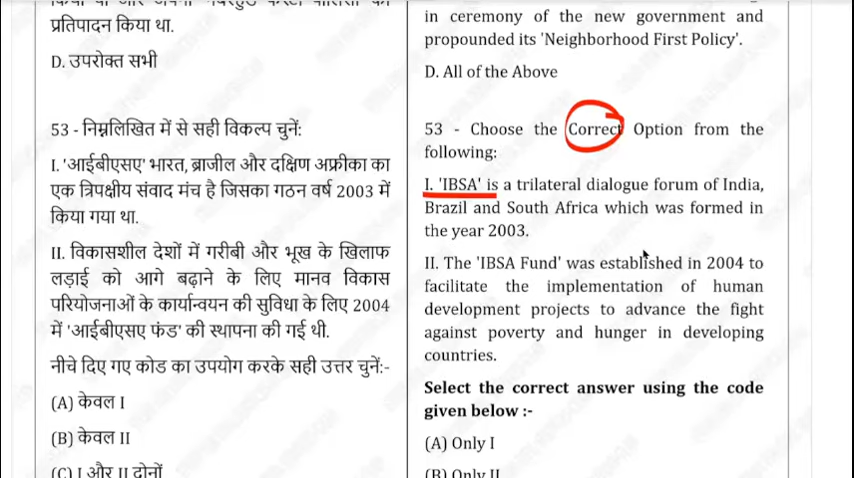 प्रतिपादन किया था.
D. उपरोक्त सभी
53 - निम्नलिखित में से सही विकल्प चुनें:
I. 'आईबीएसए' भारत, ब्राजील और दक्षिण अफ्रीका का
एक त्रिपक्षीय संवाद मंच है जिसका गठन वर्ष 2003 में
किया गया था.
II. विकासशील देशों में गरीबी और भूख के खिलाफ
लड़ाई को आगे बढ़ाने के लिए मानव विकास
परियोजनाओं के कार्यान्वयन की सुविधा के लिए 2004
में 'आईबीएसए फंड' की स्थापना की गई थी.
नीचे दिए गए कोड का उपयोग करके सही उत्तर चुनें:-
(A) केवल I
(B) केवल II
(C) I और II दोनों
in ceremony of the new government and
propounded its 'Neighborhood First Policy'.
D. All of the Above
53 - Choose the Correct Option from the
following:
I. 'IBSA' is a trilateral dialogue forum of India,
Brazil and South Africa which was formed in
the year 2003.
II. The 'IBSA Fund' was established in 2004 to
facilitate the implementation of human
development projects to advance the fight
against poverty and hunger in developing
countries.
Select the correct answer using the code
given below :-
(A) Only I
(B) Only II